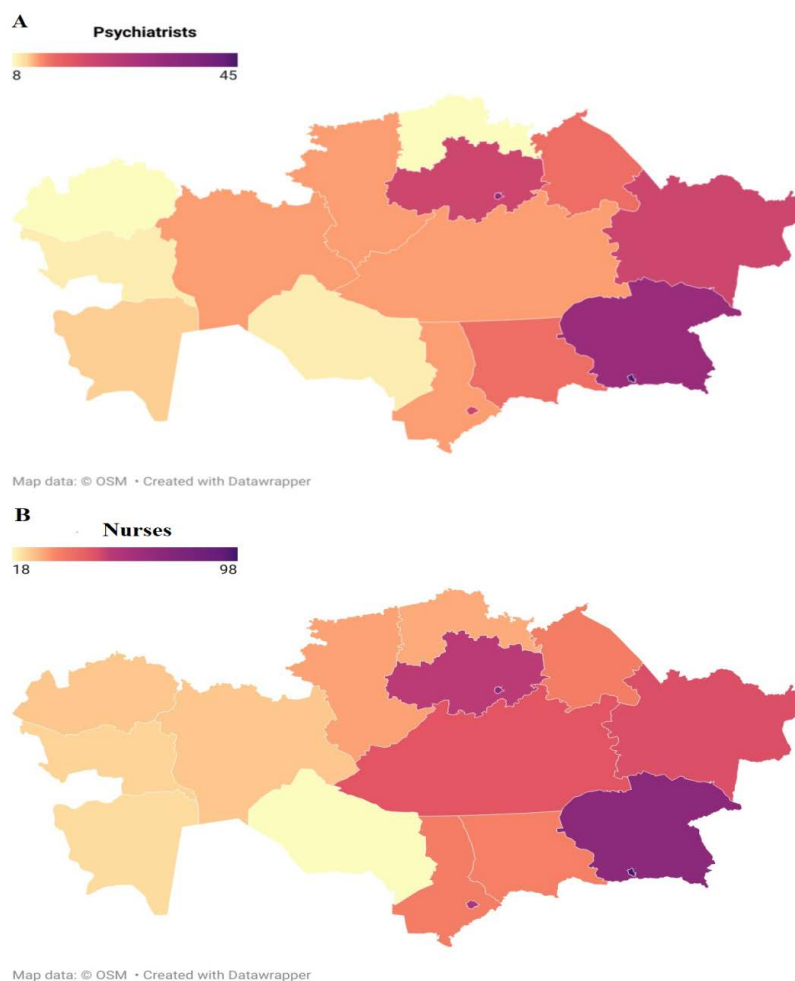 A
Psychiatrists
8 45
Map data: © OSM • Created with Datawrapper
B
Nurses
18 98
Map data: © OSM • Created with Datawrapper